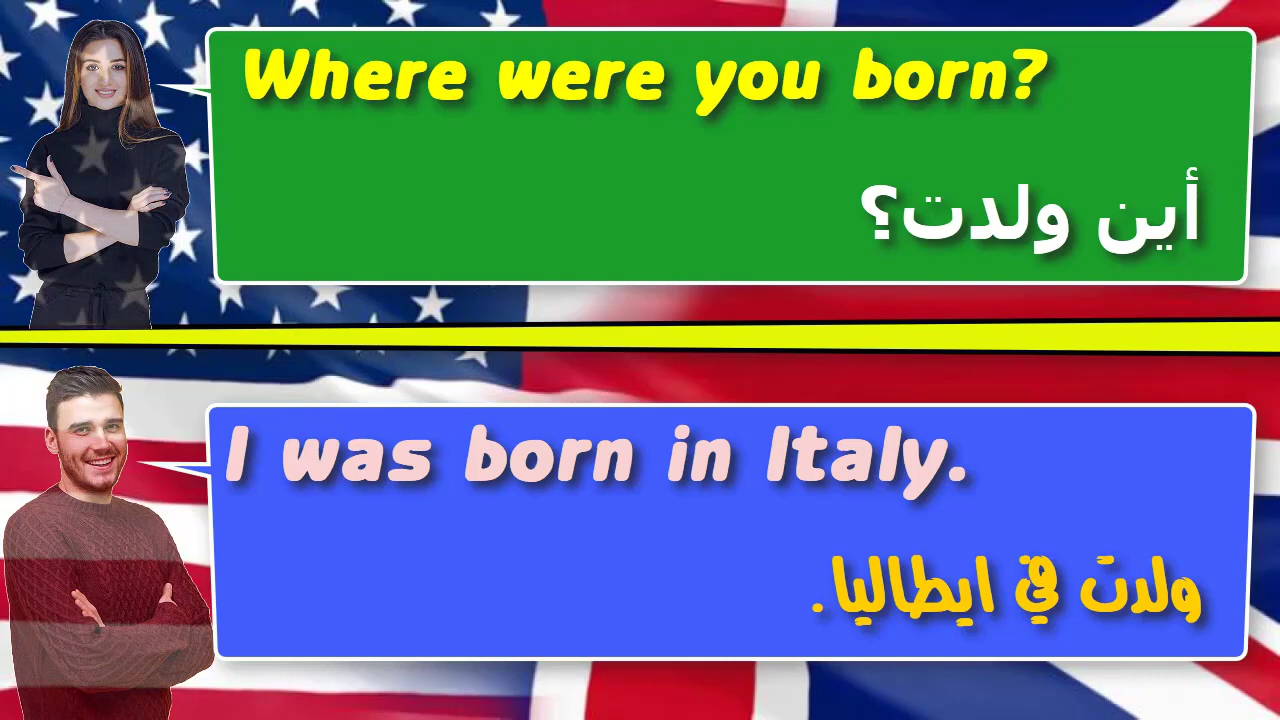 Where were you born?
أين ولدت؟
I was born in Italy.
ولدت في ايطاليا.